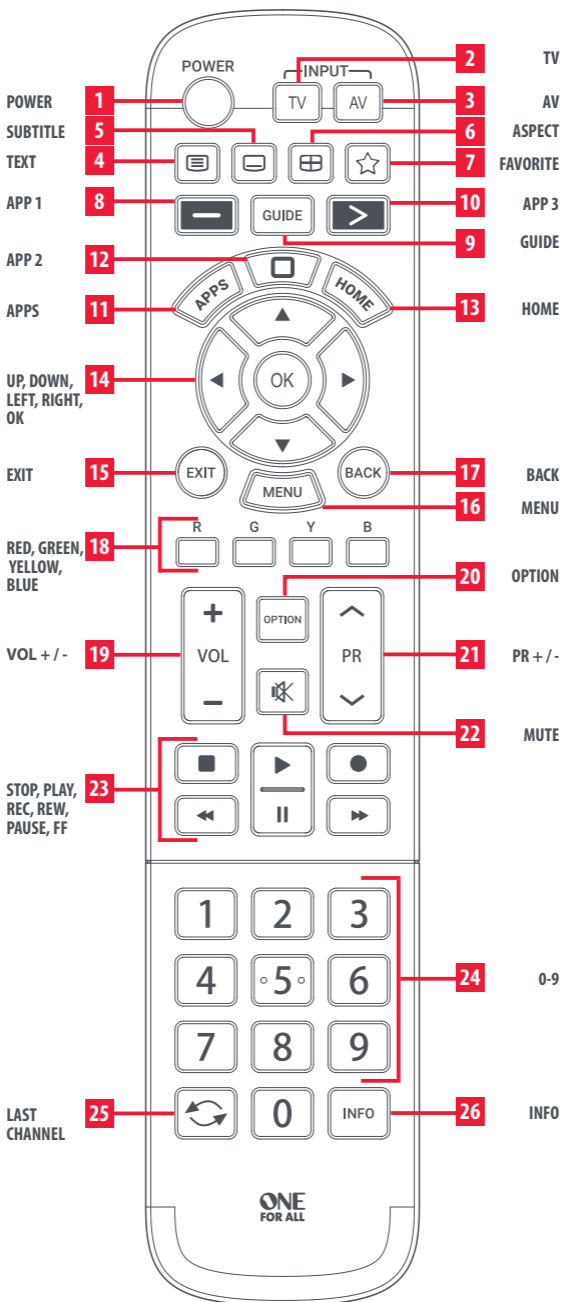 POWER
INPUT
2 TV
TV AV
POWER 1
3 AV
SUBTITLE 5
6 ASPECT
TEXT 4
7 FAVORITE
APP 1 8
GUIDE
10 APP 3
9 GUIDE
APP 2 12
APPS 11
APPS
HOME
13 HOME
UP, DOWN, 14
LEFT, RIGHT,
OK
OK
EXIT 15
EXIT
BACK
17 BACK
MENU
16 MENU
R G Y B
RED, GREEN, 18
YELLOW,
BLUE
20 OPTION
OPTION
VOL + / - 19
+
VOL
−
PR
21 PR + / -
22 MUTE
STOP, PLAY, 23
REC, REW,
PAUSE, FF
1 2 3
4 5 6
24 0-9
7 8 9
LAST 25
CHANNEL
0 INFO
26 INFO
ONE
FOR ALL